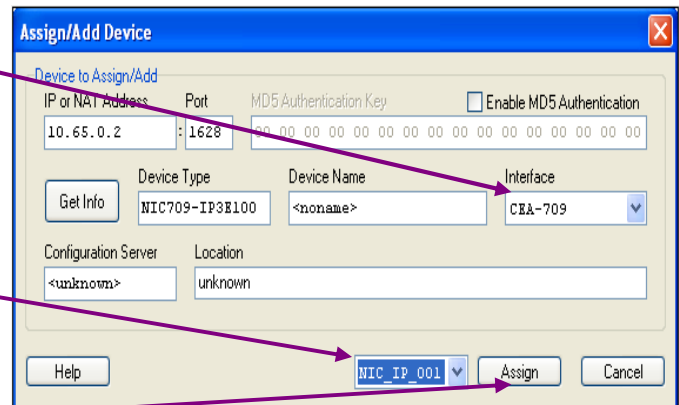 Assign/Add Device
Device to Assign/Add
IP or NAT Address Port MD5 Authentication Key Enable MD5 Authentication
10.65.0.2 : 1628 00 00 00 00 00 00 00 00 00 00 00 00 00 00 00 00
Device Type Device Name Interface
Get Info NIC709-IP3E100 <noname> CEA-709
Configuration Server Location
<unknown> unknown
Help NIC_IP_001 Assign Cancel